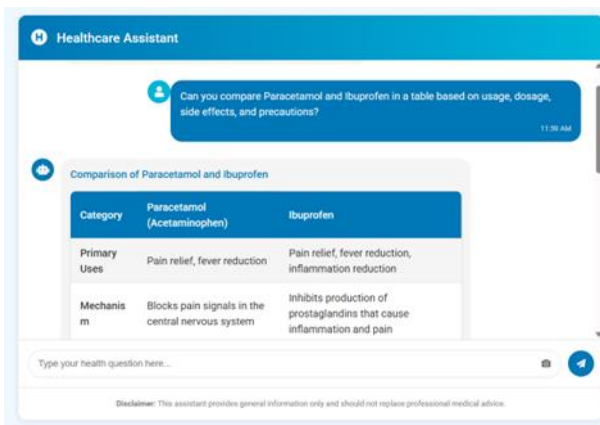 H Healthcare Assistant
Can you compare Paracetamol and Ibuprofen in a table based on usage, dosage,
side effects, and precautions?
11:59 AM
Comparison of Paracetamol and Ibuprofen
Category Paracetamol (Acetaminophen) Ibuprofen
Primary Uses Pain relief, fever reduction Pain relief, fever reduction, inflammation reduction
Mechanism Blocks pain signals in the central nervous system Inhibits production of prostaglandins that cause inflammation and pain
Type your health question here...
Disclaimer: This assistant provides general information only and should not replace professional medical advice.